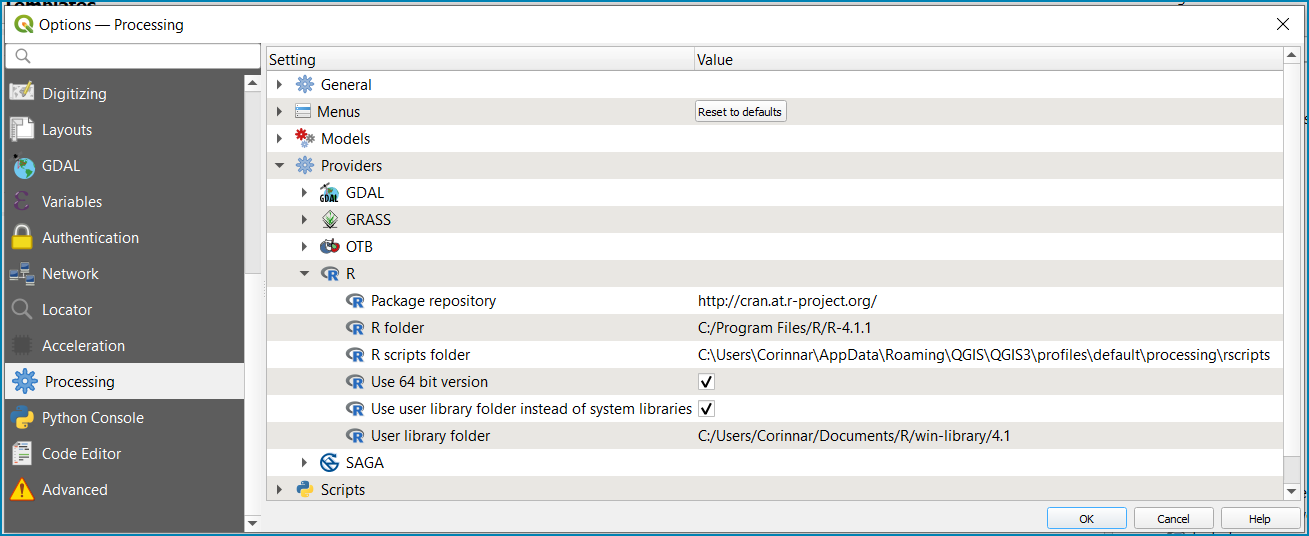 Templates
Options — Processing
Setting Value
Digitizing
Layouts
GDAL
Variables
Authentication
Network
Locator
Acceleration
Processing
Python Console
Code Editor
Advanced
General
Menus Reset to defaults
Models
Providers
GDAL GDAL
GRASS
OTB
R R
R Package repository http://cran.at.r-project.org/
R R folder C:/Program Files/R/R-4.1.1
R R scripts folder C:\Users\Corinnar\AppData\Roaming\QGIS\QGIS3\profiles\default\processing\rscripts
R Use 64 bit version
R Use user library folder instead of system libraries
R User library folder C:/Users/Corinnar/Documents/R/win-library/4.1
SAGA
Scripts
OK Cancel Help